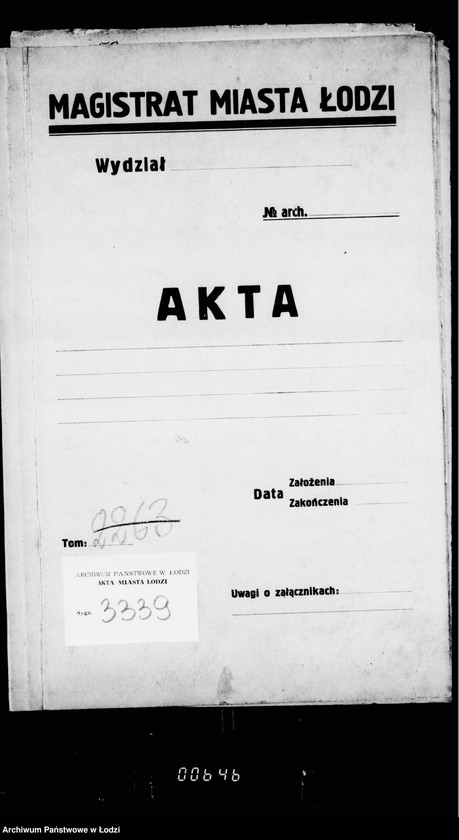 MAGISTRAT MIASTA ŁODZI
Wydział
№ arch.
AKTA
Data
Założenia
Zakończenia
2263
Tom:
ARCHIWUM PAŃSTWOWE W ŁODZI
AKTA MIASTA ŁODZI
Sygn. 3339
Uwagi o załącznikach:
00646
Archiwum Państwowe w Łodzi